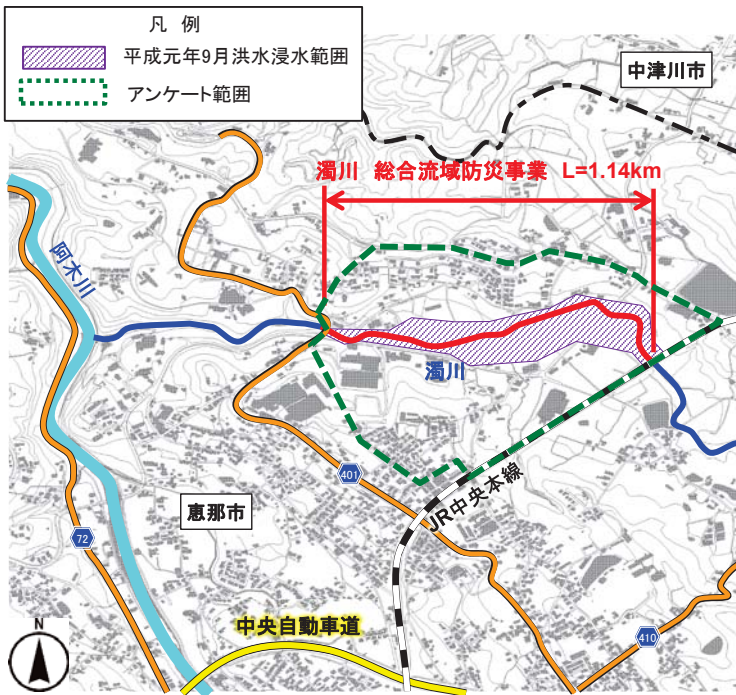 凡 例
平成元年9月洪水浸水範囲
アンケート範囲
中津川市
濁川 総合流域防災事業 L=1.14km
阿木川
濁川
401
JR中央本線
恵那市
72
中央自動車道
410
N